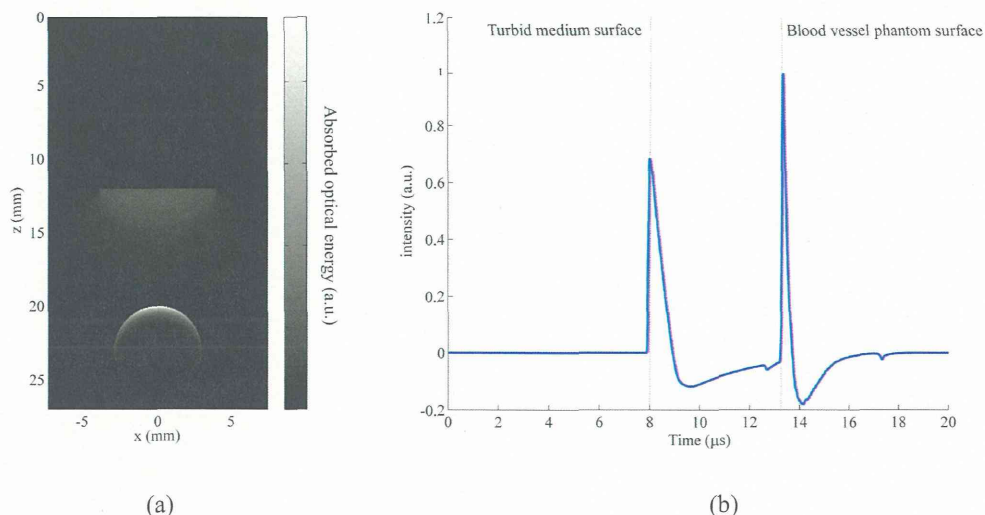 0
5
10
15
20
25
z (mm)
-5
0
5
x (mm)
Absorbed optical energy (a.u.)
(a)
1.2
1
0.8
0.6
0.4
0.2
0
-0.2
intensity (a.u.)
Turbid medium surface
Blood vessel phantom surface
0 2 4 6 8 10 12 14 16 18 20
Time (μs)
(b)